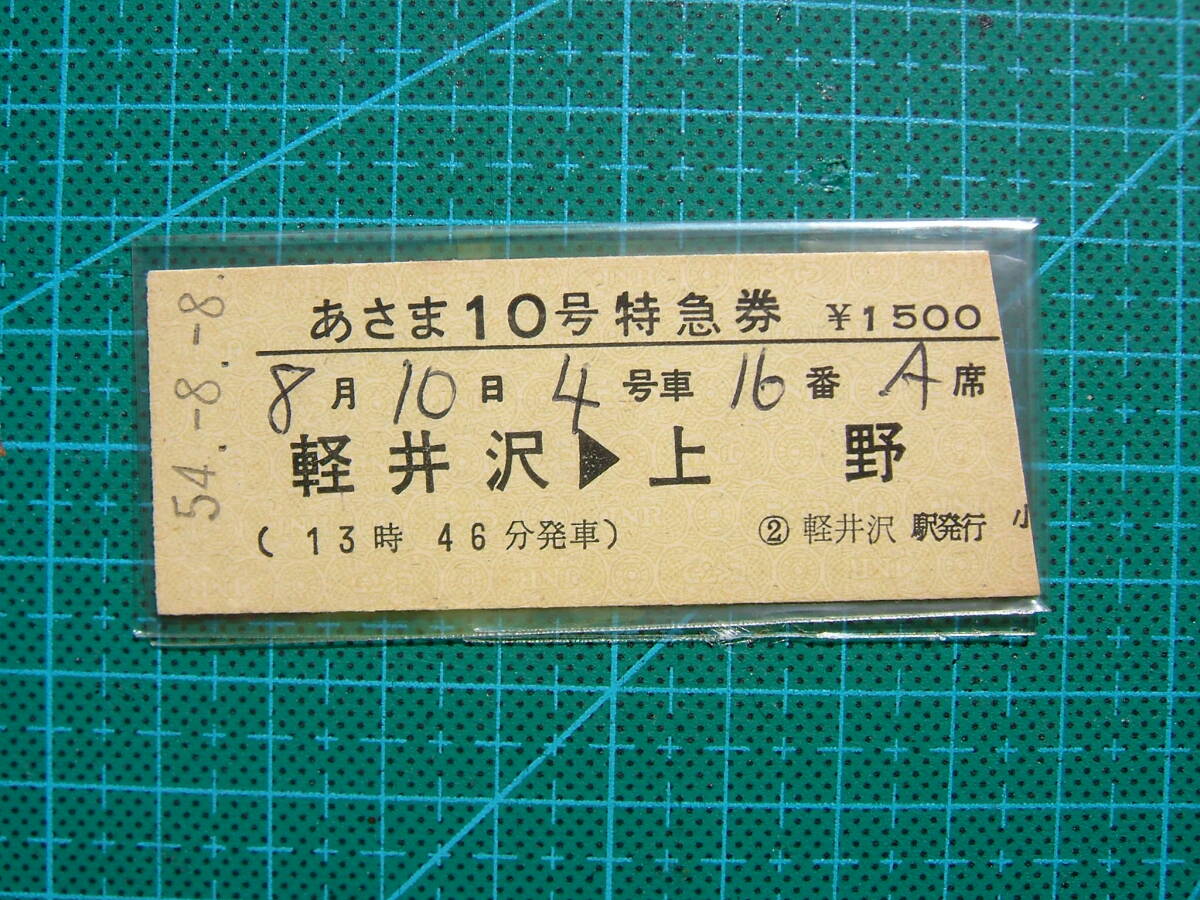 あさま10号特急券 ¥1500
8月10日 4号車 16番 A席
軽井沢▶上野
(13時46分発車)
② 軽井沢駅発行 小
54.-8.-8.